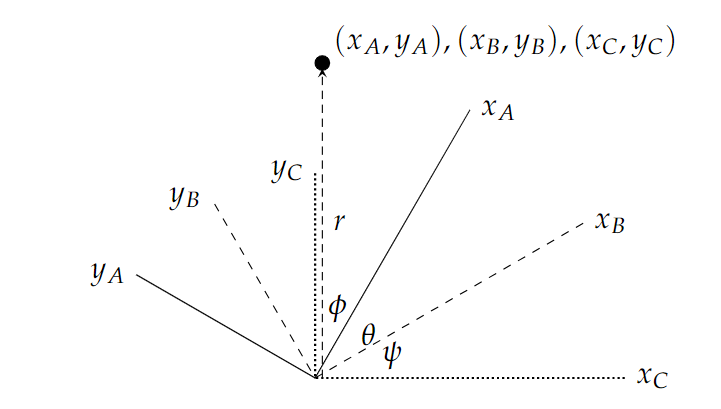 (x_A, y_A), (x_B, y_B), (x_C, y_C)
x_A
y_C
y_B
r
x_B
y_A
ϕ
θ
ψ
x_C